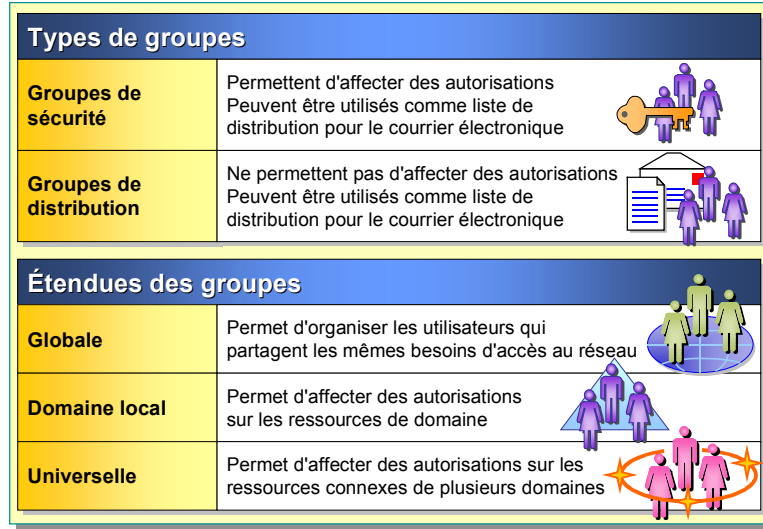 Types de groupes
Groupes de
sécurité
Permettent d'affecter des autorisations
Peuvent être utilisés comme liste de
distribution pour le courrier électronique
Groupes de
distribution
Ne permettent pas d'affecter des autorisations
Peuvent être utilisés comme liste de
distribution pour le courrier électronique
Étendues des groupes
Globale
Permet d'organiser les utilisateurs qui
partagent les mêmes besoins d'accès au réseau
Domaine local
Permet d'affecter des autorisations
sur les ressources de domaine
Universelle
Permet d'affecter des autorisations sur les
ressources connexes de plusieurs domaines